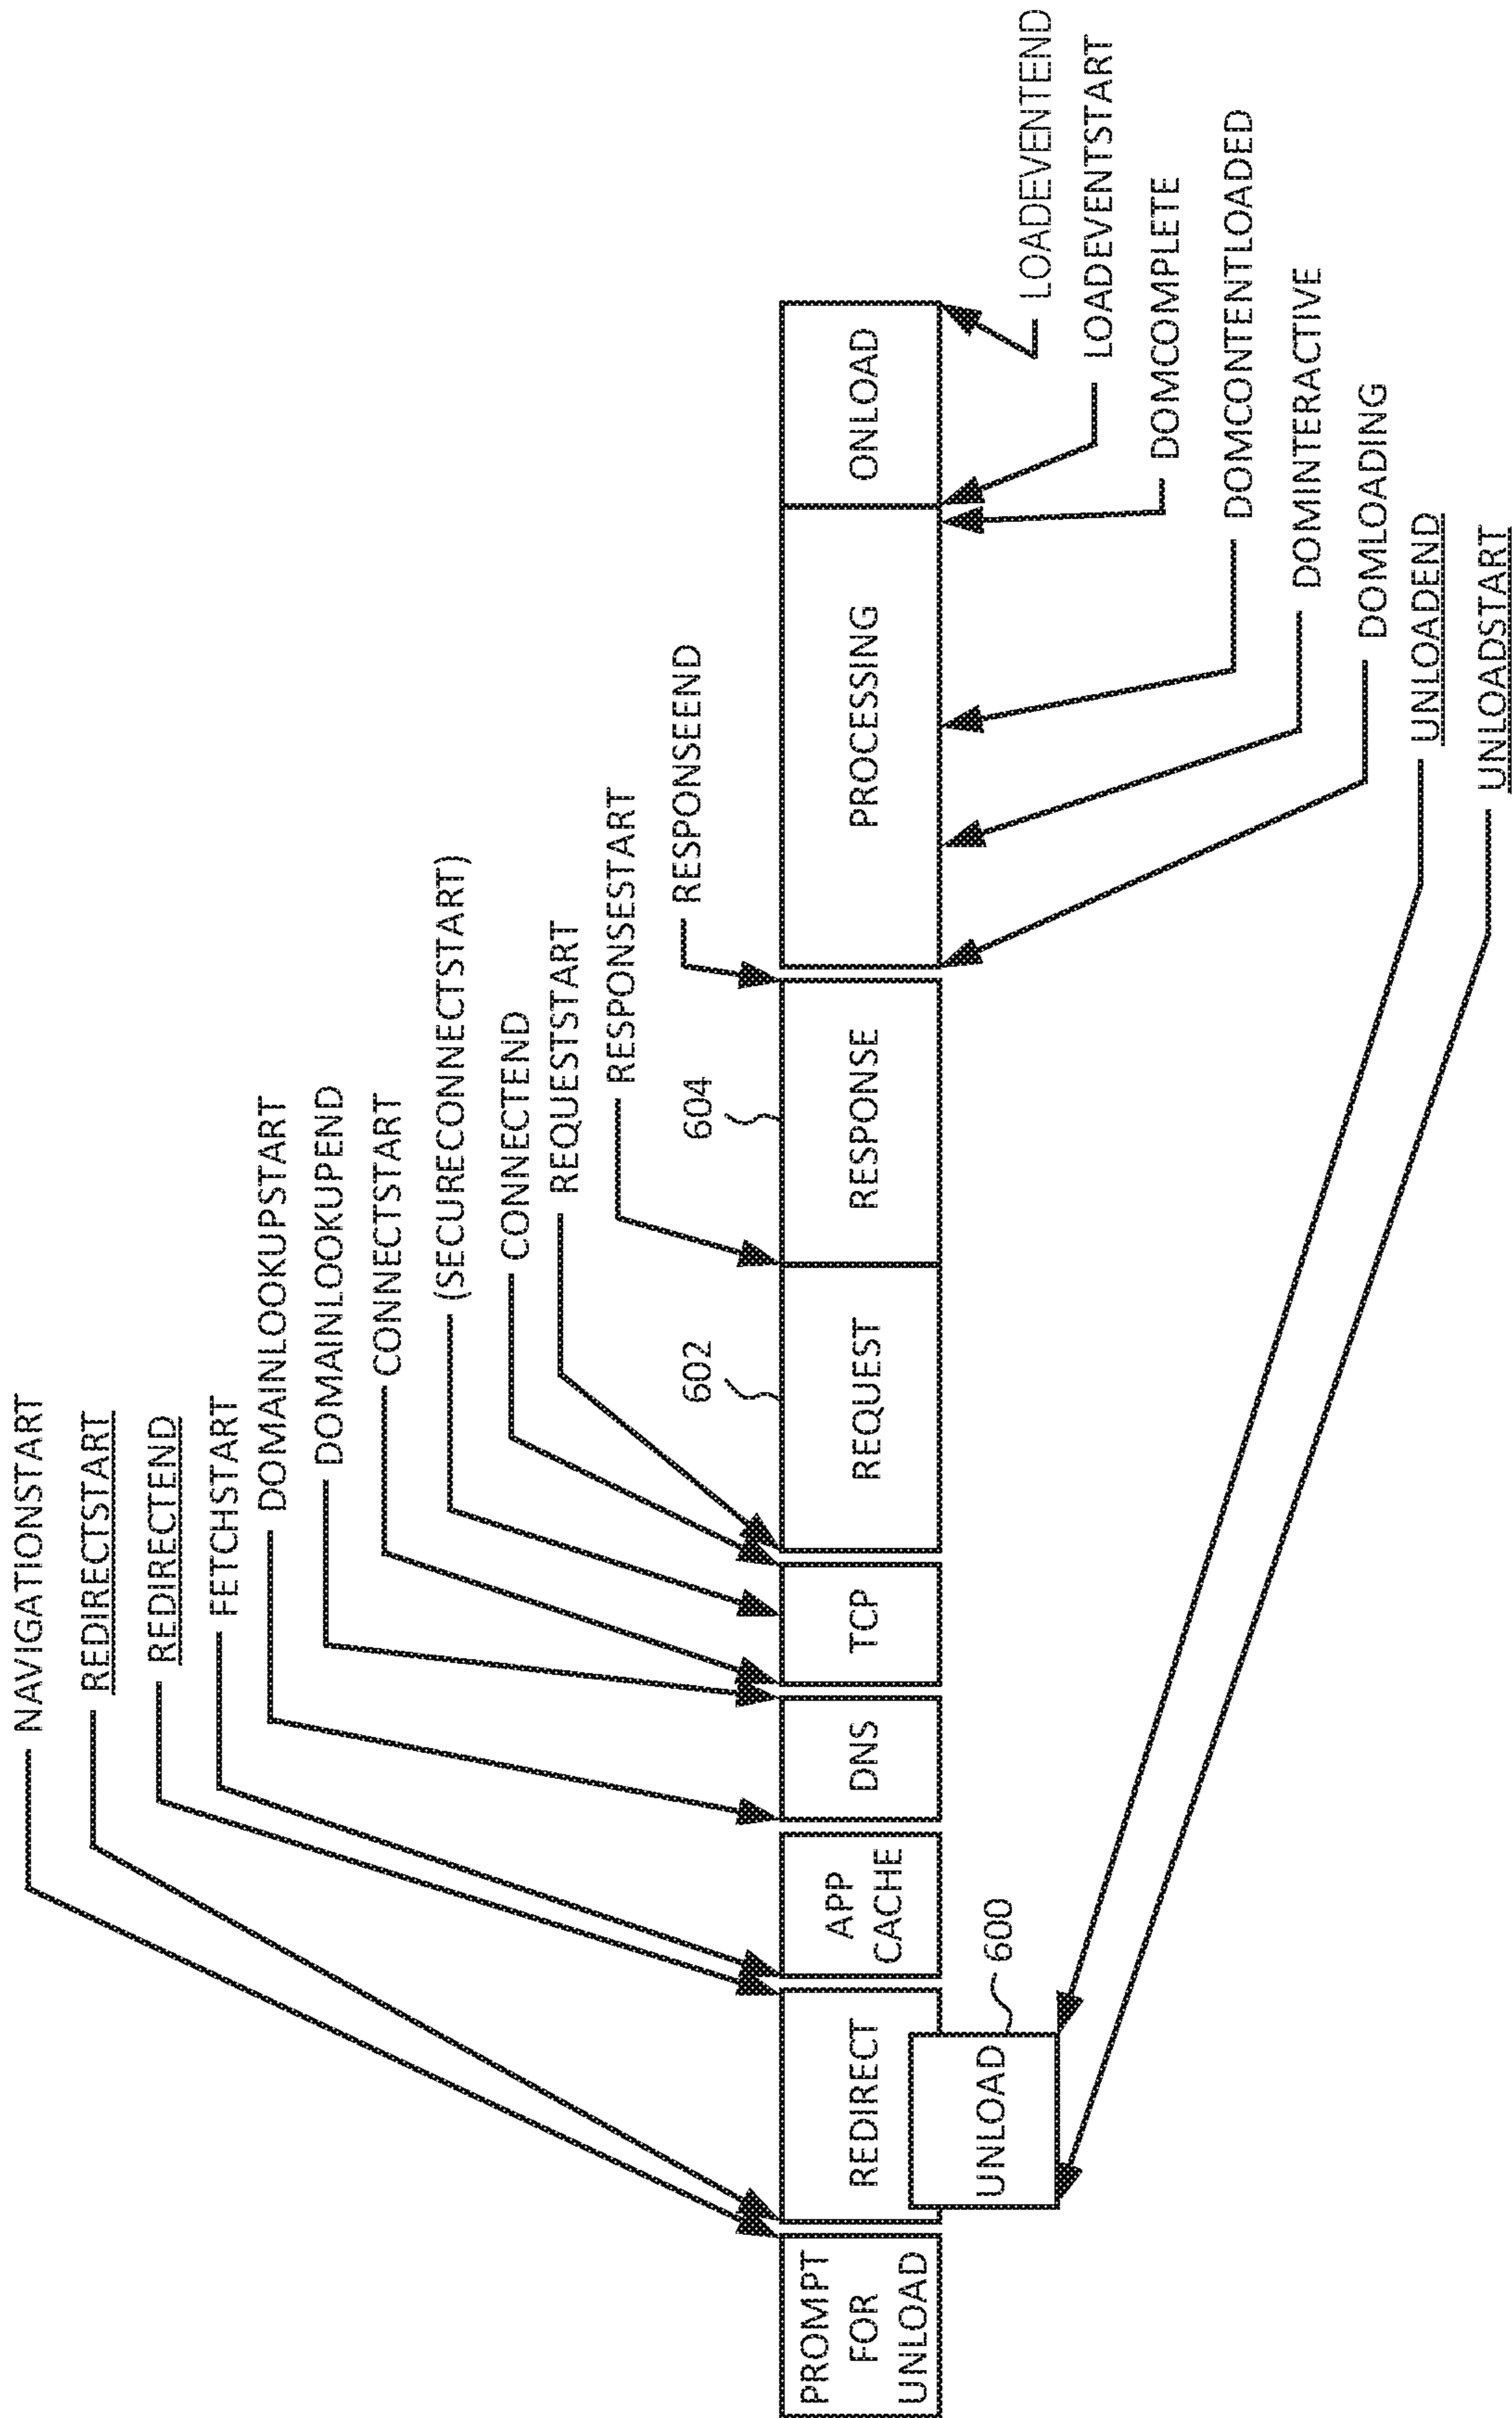 NAVIGATIONSTART
REDIRECTSTART
REDIRECTEND
FETCHSTART
DOMAINLOOKUPSTART
DOMAINLOOKUPEND
CONNECTSTART
(SECURECONNECTSTART)
CONNECTEND
REQUESTSTART
RESPONSESTART
RESPONSEEND
602
604
PROMPT
FOR
UNLOAD
REDIRECT
APP
CACHE
DNS
TCP
REQUEST
RESPONSE
PROCESSING
ONLOAD
UNLOAD
600
LOADEVENTEND
LOADEVENTSTART
DOMCOMPLETE
DOMCONTENTLOADED
DOMINTERACTIVE
DOMLOADING
UNLOADEND
UNLOADSTART